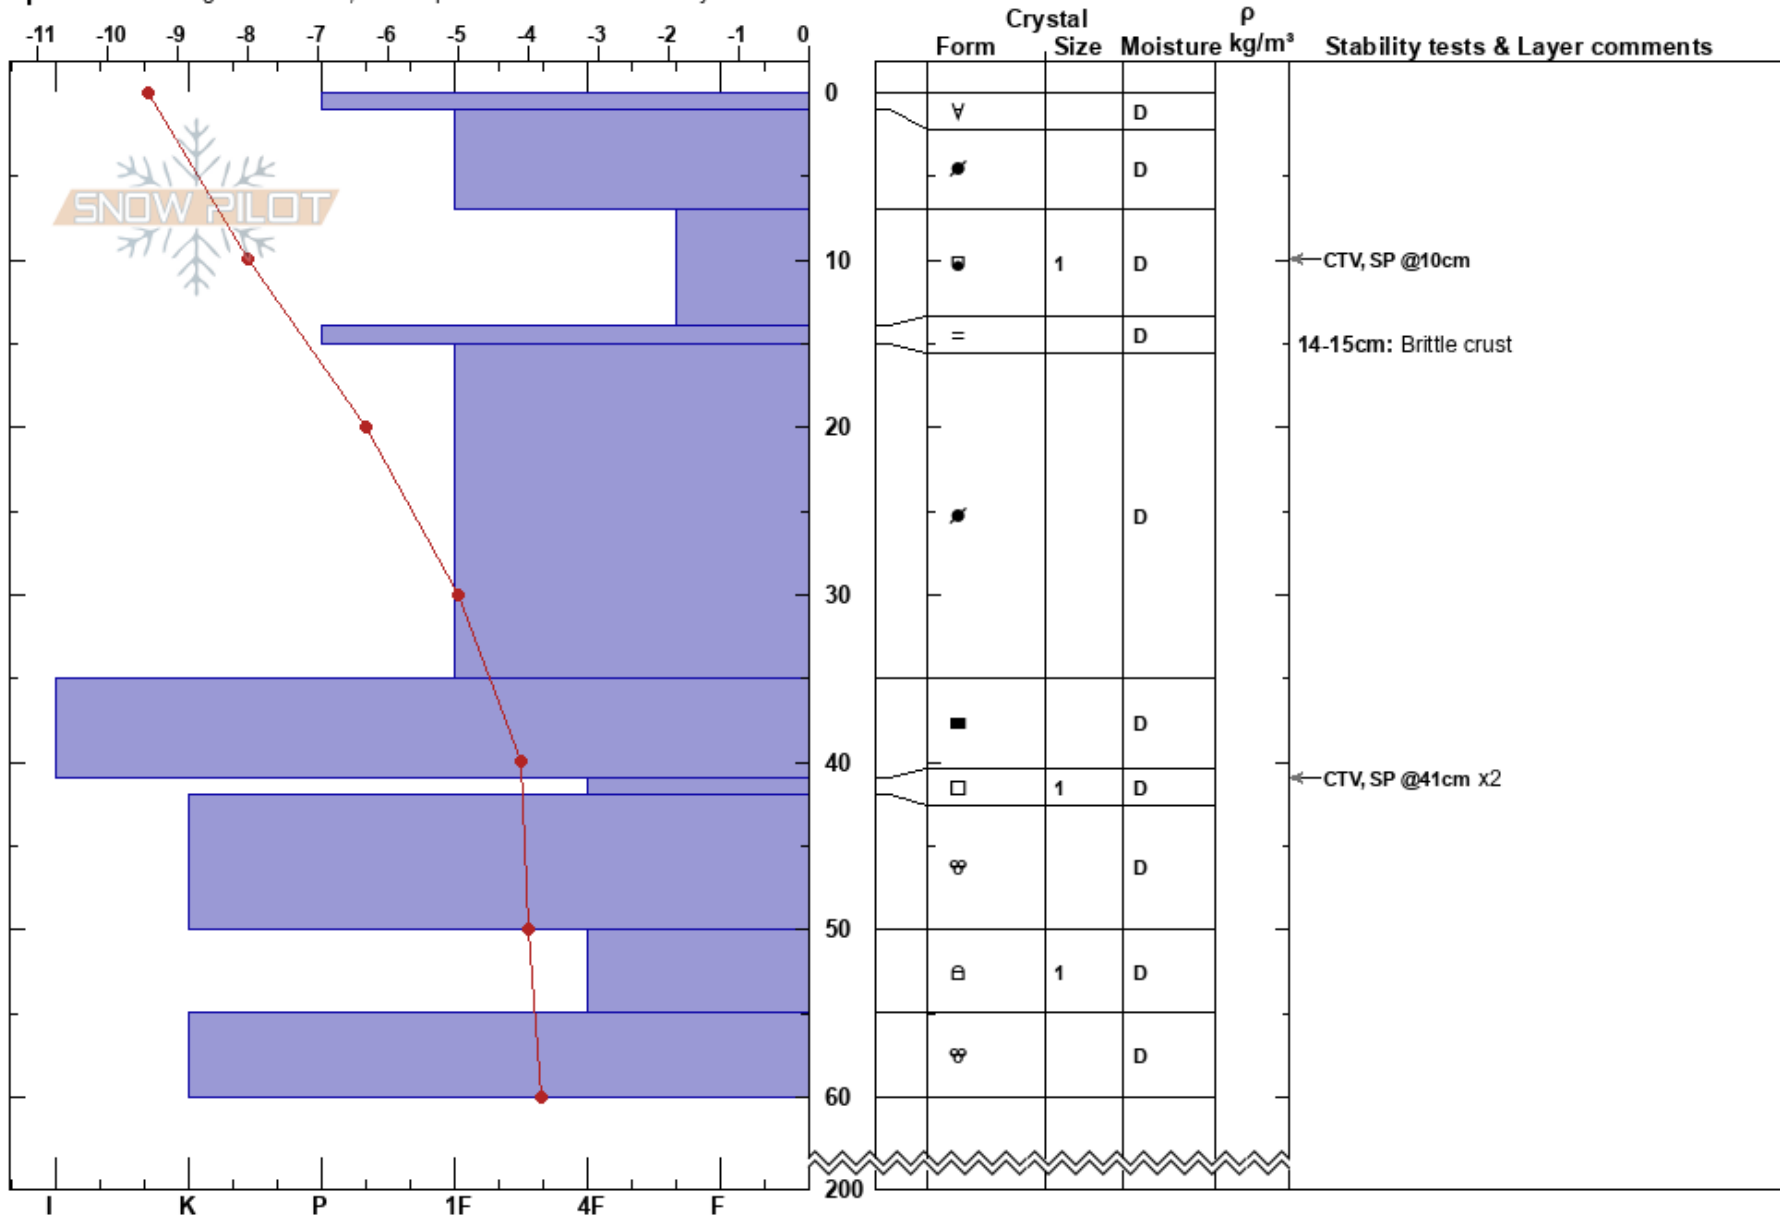 Crystal
ρ
-11 -10 -9 -8 -7 -6 -5 -4 -3 -2 -1 0
Form Size Moisture kg/m³ Stability tests & Layer comments
0
D
SNOW PILOT
D
10
1 D
CTV, SP @10cm
=
D
14-15cm: Brittle crust
20
D
30
D
40
1 D
CTV, SP @41cm x2
D
50
1 D
D
60
200
I K P 1F 4F F